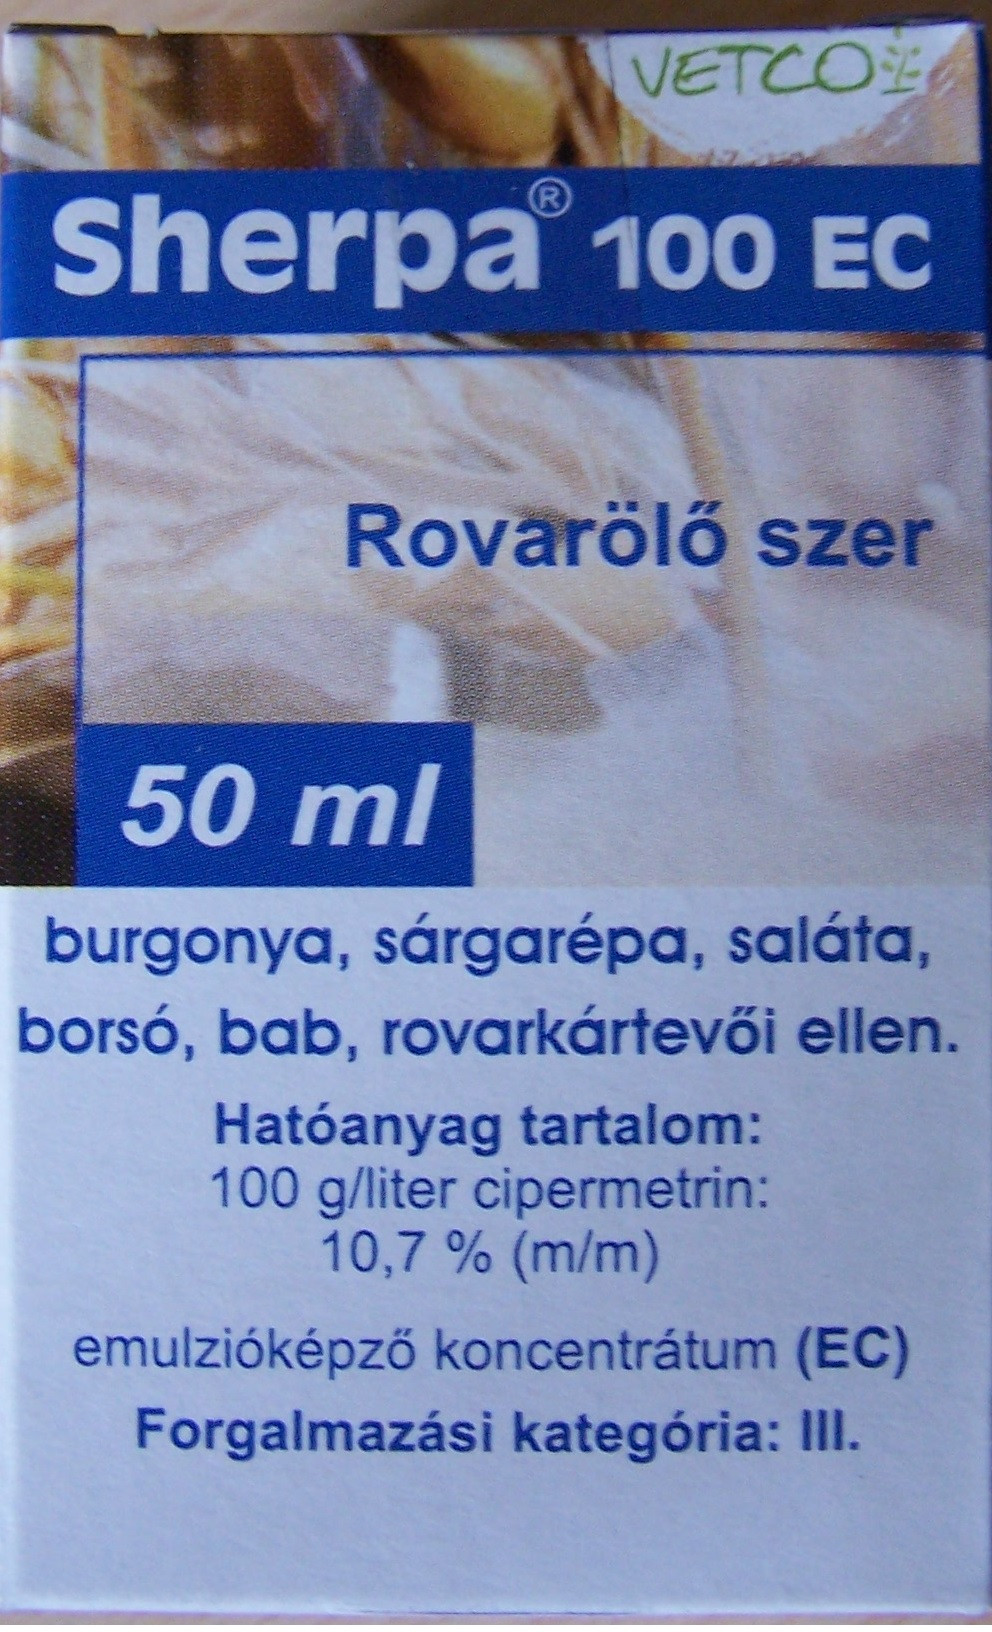 VETCO
Sherpa® 100 EC
Rovarölő szer
50 ml
burgonya, sárgarépa, saláta,
borsó, bab, rovarkártevői ellen.
Hatóanyag tartalom:
100 g/liter cipermetrin:
10,7 % (m/m)
emulzióképző koncentrátum (EC)
Forgalmazási kategória: III.